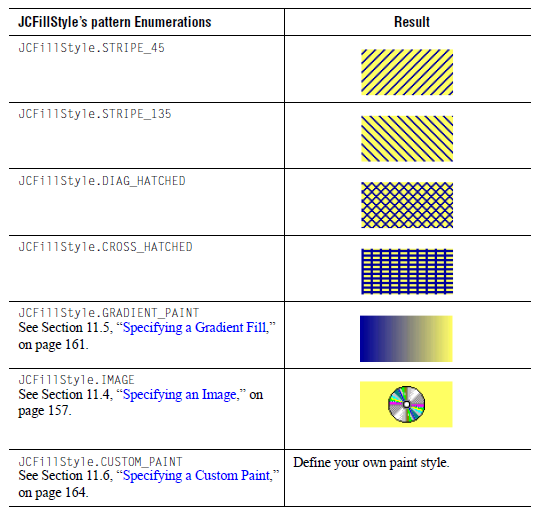 JCFillStyle's pattern Enumerations Result
JCFillStyle.STRIPE_45
JCFillStyle.STRIPE_135
JCFillStyle.DIAG_HATCHED
JCFillStyle.CROSS_HATCHED
JCFillStyle.GRADIENT_PAINT
See Section 11.5, “Specifying a Gradient Fill,”
on page 161.
JCFillStyle.IMAGE
See Section 11.4, “Specifying an Image,” on
page 157.
JCFillStyle.CUSTOM_PAINT Define your own paint style.
See Section 11.6, “Specifying a Custom Paint,”
on page 164.